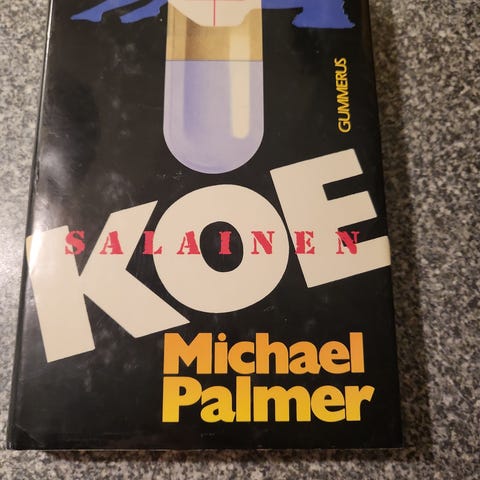 GUMMERUS
SALAINEN
KOE
Michael
Palmer